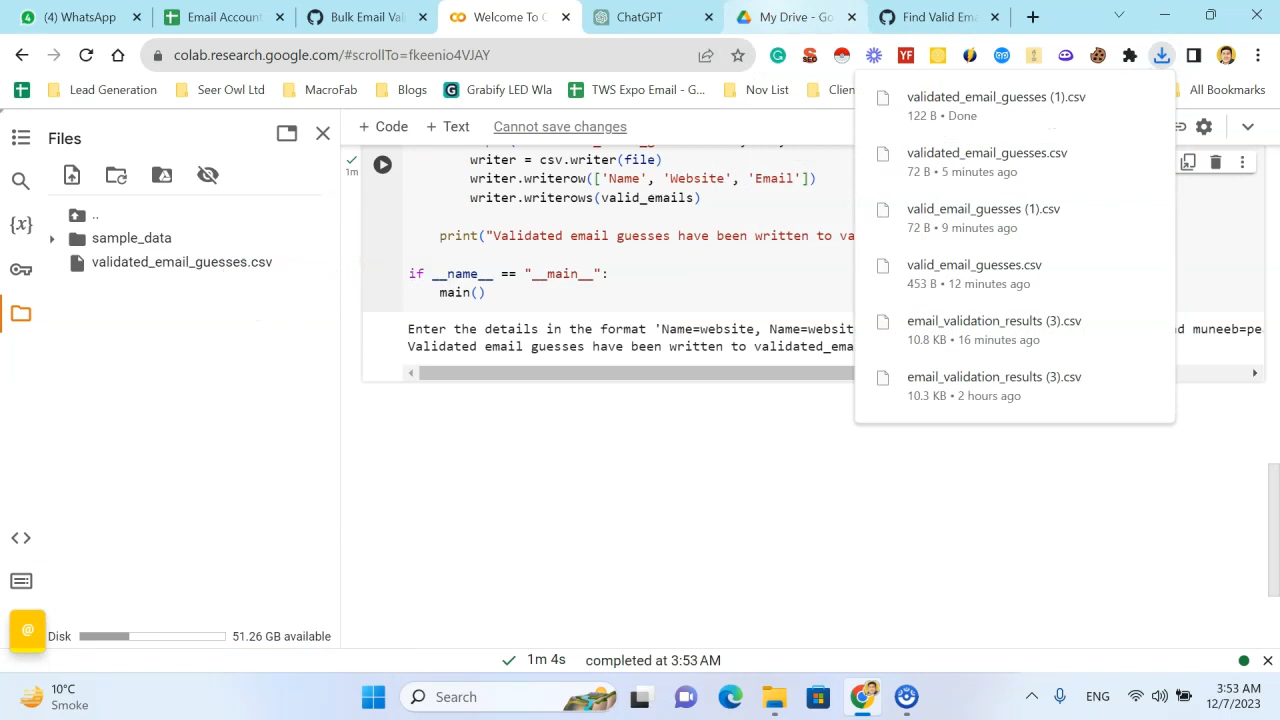 (4) WhatsApp
Email Account
Bulk Email Val
Welcome To C
ChatGPT
My Drive - Go
Find Valid Ema
colab.research.google.com/#scrollTo=fkeenio4VJAY
SEO
YF
Lead Generation
Seer Owl Ltd
MacroFab
Blogs
Grabify LED Wla
TWS Expo Email - G...
Nov List
Clien
All Bookmarks
Files
+ Code
+ Text
Cannot save changes
..
sample_data
validated_email_guesses.csv
1m
writer = csv.writer(file)
writer.writerow(['Name', 'Website', 'Email'])
writer.writerows(valid_emails)
print("Validated email guesses have been written to va
if __name__ == "__main__":
main()
Enter the details in the format 'Name=website, Name=websit
nd muneeb=pe
Validated email guesses have been written to validated_ema
validated_email_guesses (1).csv
122 B • Done
validated_email_guesses.csv
72 B • 5 minutes ago
valid_email_guesses (1).csv
72 B • 9 minutes ago
valid_email_guesses.csv
453 B • 12 minutes ago
email_validation_results (3).csv
10.8 KB • 16 minutes ago
email_validation_results (3).csv
10.3 KB • 2 hours ago
@
Disk
51.26 GB available
1m 4s completed at 3:53 AM
10°C
Smoke
Search
ENG
3:53 AM
12/7/2023